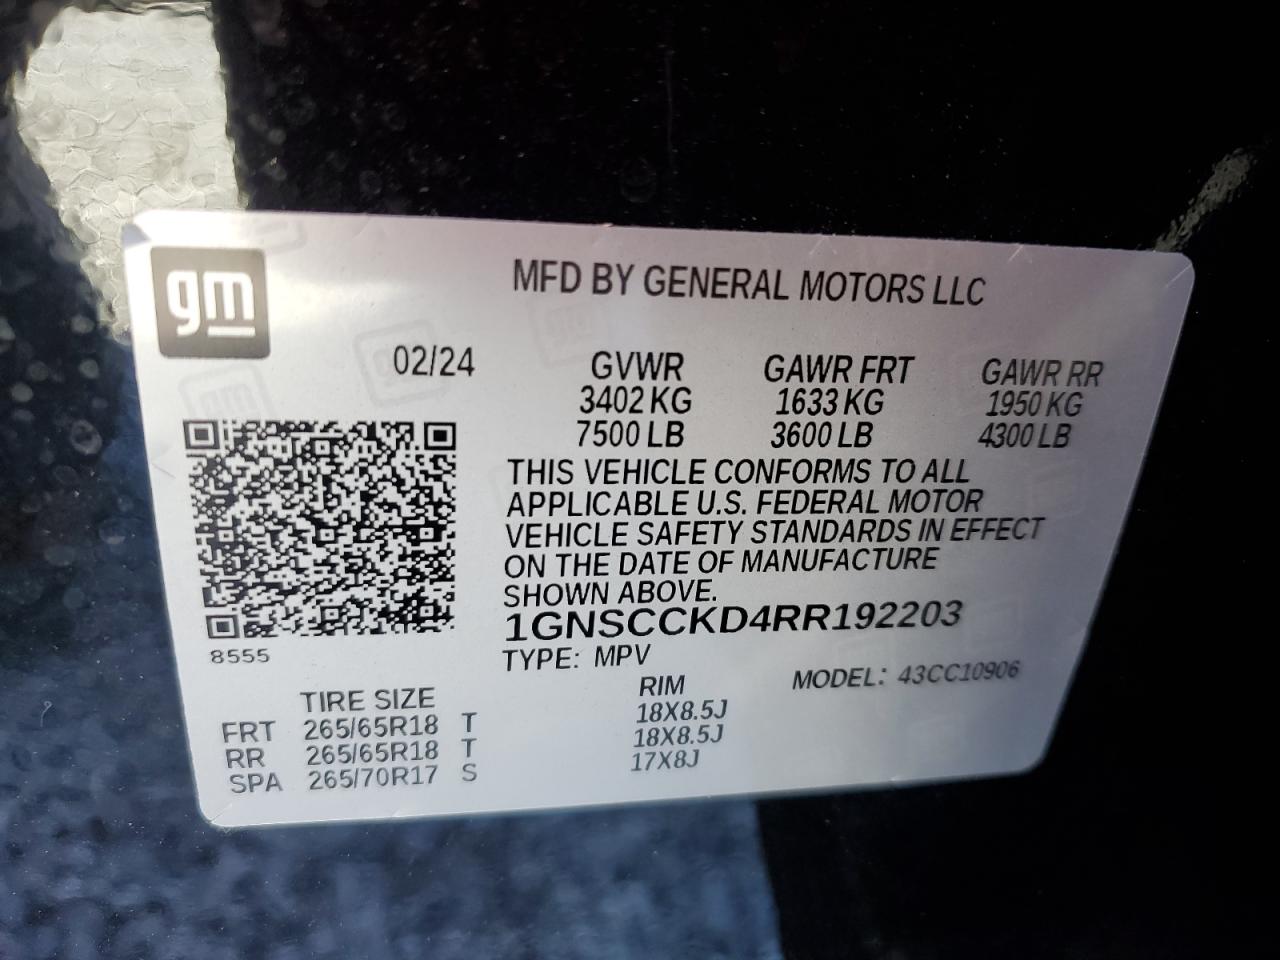 gm
MFD BY GENERAL MOTORS LLC
02/24 GVWR GAWR FRT GAWR RR
3402 KG 1633 KG 1950 KG
7500 LB 3600 LB 4300 LB
THIS VEHICLE CONFORMS TO ALL
APPLICABLE U.S. FEDERAL MOTOR
VEHICLE SAFETY STANDARDS IN EFFECT
ON THE DATE OF MANUFACTURE
SHOWN ABOVE.
1GNSCCKD4RR192203
8555
TYPE: MPV MODEL: 43CC10906
TIRE SIZE RIM
FRT 265/65R18 T 18X8.5J
RR 265/65R18 T 18X8.5J
SPA 265/70R17 S 17X8J